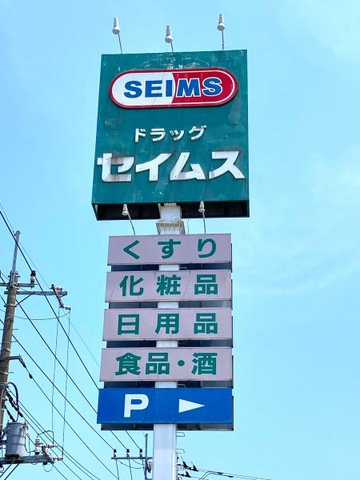 SEIMS
ドラッグ
セイムス
くすり
化粧品
日用品
食品・酒
P